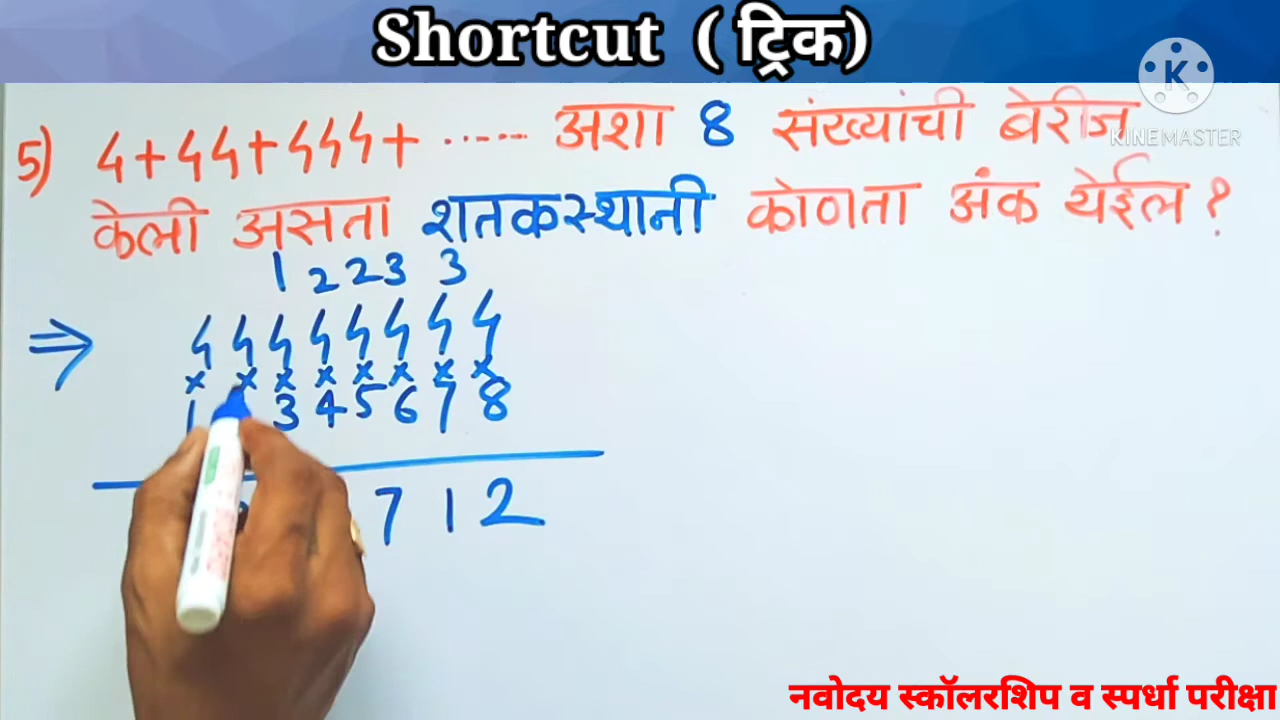 Shortcut ( ट्रिक)
K
KINEMASTER
5) 4+44+444+ ...... अशा 8 संख्यांची बेरीज
केली असता शतकस्थानी कोणता अंक येईल ?
1 2 2 3 3
⇒ 4 4 4 4 4 4 4 4
× × × × × × × ×
1 3 4 5 6 7 8
7 1 2
नवोदय स्कॉलरशिप व स्पर्धा परीक्षा